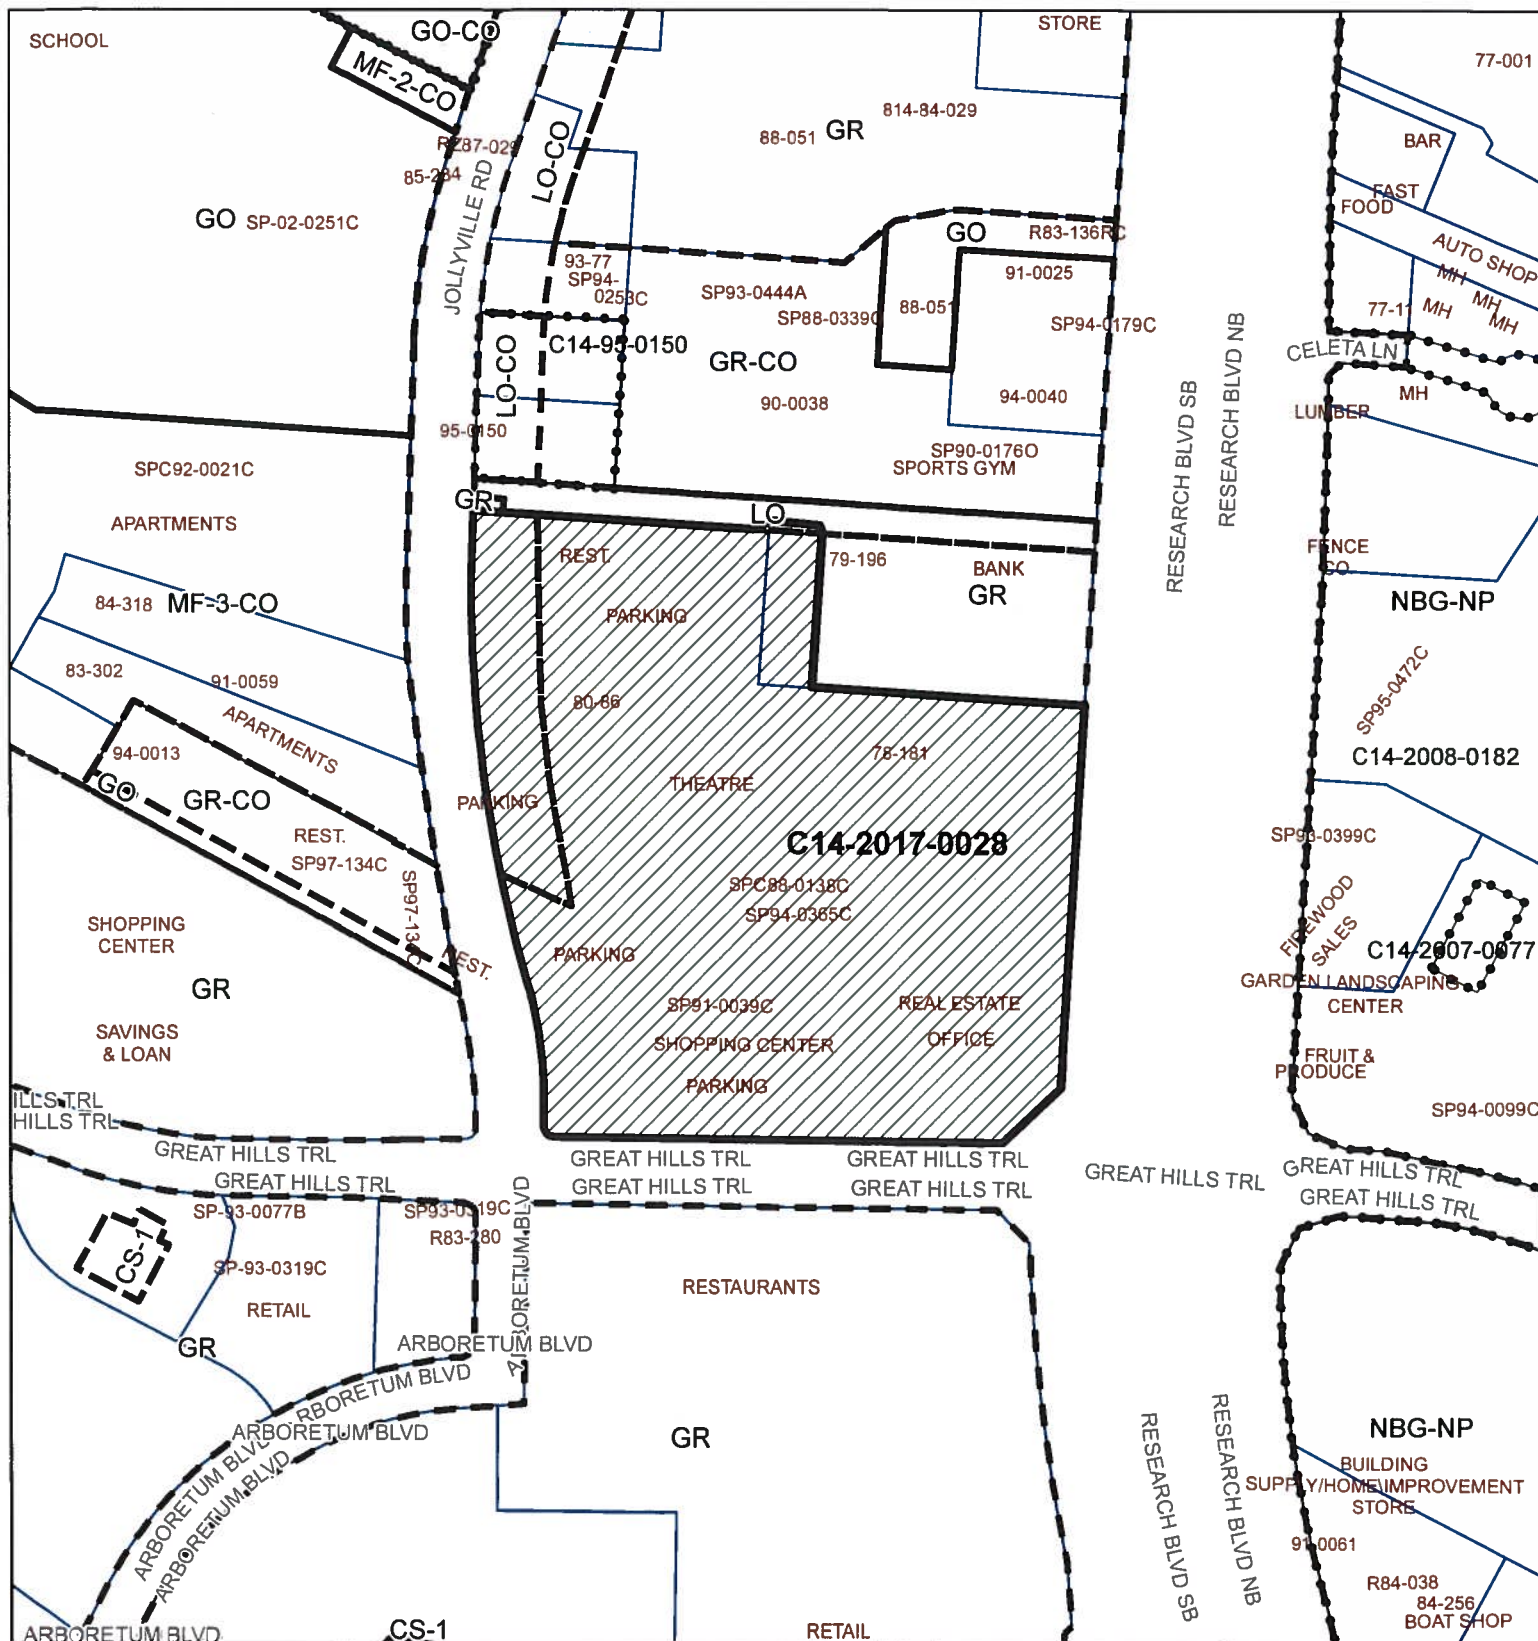 SCHOOL
GO-CO
STORE
77-001
MF-2-CO
814-84-029
88-051
GR
BAR
RZ87-029
LO-CO
85-284
JOLLYVILLE RD
FAST
FOOD
GO
SP-02-0251C
GO
R83-136RC
AUTO SHOP
93-77
SP94-
0253C
91-0025
MH
MH
MH
MH
SP93-0444A
SP88-0339C
88-051
77-11
SP94-0179C
C14-95-0150
LO-CO
GR-CO
CELETA LN
RESEARCH BLVD SB
RESEARCH BLVD NB
90-0038
94-0040
MH
LUMBER
95-0150
SP90-0176O
SPORTS GYM
SPC92-0021C
GR
LO
APARTMENTS
REST.
79-196
BANK
FENCE
CO
GR
84-318
MF-3-CO
NBG-NP
PARKING
83-302
91-0059
80-86
SP95-0472C
APARTMENTS
94-0013
78-181
C14-2008-0182
GO
GR-CO
THEATRE
PARKING
REST.
SP97-134C
C14-2017-0028
SP93-0399C
SP97-134C
SPC88-0138C
SP94-0365C
FIREWOOD
SALES
SHOPPING
CENTER
PARKING
REST.
C14-2007-0077
GR
GARDEN LANDSCAPING
CENTER
SP91-0039C
REAL ESTATE
OFFICE
SAVINGS
& LOAN
SHOPPING CENTER
FRUIT &
PRODUCE
PARKING
ILLS TRL
HILLS TRL
SP94-0099C
GREAT HILLS TRL
GREAT HILLS TRL
GREAT HILLS TRL
GREAT HILLS TRL
GREAT HILLS TRL
GREAT HILLS TRL
GREAT HILLS TRL
GREAT HILLS TRL
GREAT HILLS TRL
SP-93-0077B
SP93-0319C
R83-280
ARBORETUM BLVD
CS-1
SP-93-0319C
RETAIL
RESTAURANTS
GR
ARBORETUM BLVD
RBORETUM BLVD
ARBORETUM BLVD
ARBORETUM BLVD
ARBORETUM BLVD
GR
RESEARCH BLVD SB
RESEARCH BLVD NB
NBG-NP
BUILDING
SUPPLY/HOME\IMPROVEMENT
STORE
91-0061
R84-038
84-256
BOAT SHOP
ARBORETUM BLVD
CS-1
RETAIL